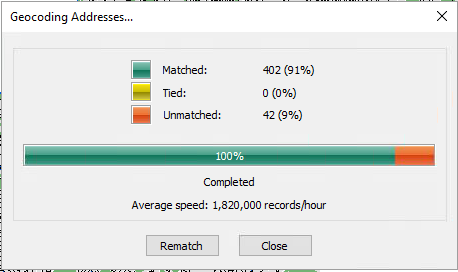 Geocoding Addresses...
Matched: 402 (91%)
Tied: 0 (0%)
Unmatched: 42 (9%)
100%
Completed
Average speed: 1,820,000 records/hour
Rematch Close